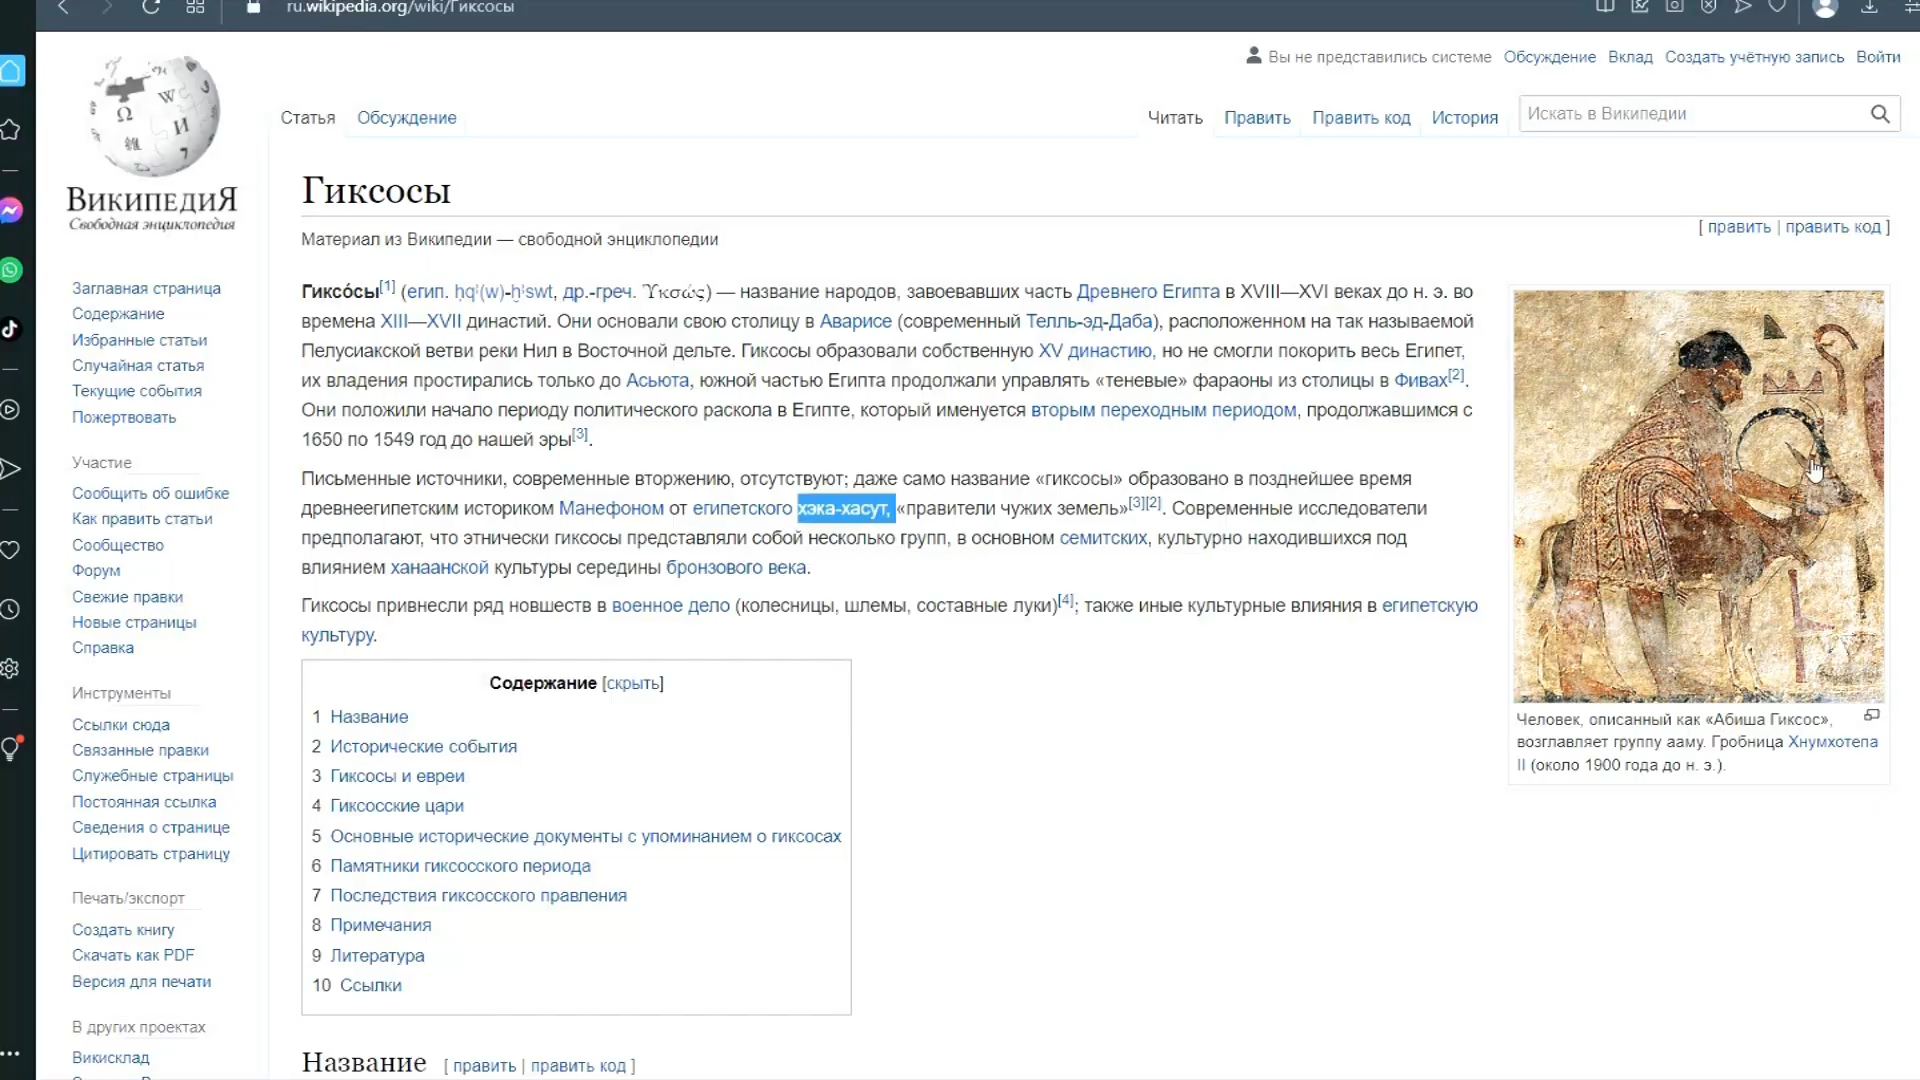 ru.wikipedia.org/wiki/Гиксосы
Вы не представились системе Обсуждение Вклад Создать учётную запись Войти
Статья Обсуждение
Читать Править Править код История
Искать в Википедии
ВикипедиЯ
Свободная энциклопедия
Гиксосы
[ править | править код ]
Материал из Википедии — свободной энциклопедии
Гиксо́сы[1] (егип. ḥqꜣ(w)-ḫꜣswt, др.-греч. Ὑκσώς) — название народов, завоевавших часть Древнего Египта в XVIII—XVI веках до н. э. во
времена XIII—XVII династий. Они основали свою столицу в Аварисе (современный Телль-эд-Даба), расположенном на так называемой
Пелусиакской ветви реки Нил в Восточной дельте. Гиксосы образовали собственную XV династию, но не смогли покорить весь Египет,
их владения простирались только до Асьюта, южной частью Египта продолжали управлять «теневые» фараоны из столицы в Фивах[2].
Они положили начало периоду политического раскола в Египте, который именуется вторым переходным периодом, продолжавшимся с
1650 по 1549 год до нашей эры[3].
Письменные источники, современные вторжению, отсутствуют; даже само название «гиксосы» образовано в позднейшее время
древнеегипетским историком Манефоном от египетского хэка-хасут, «правители чужих земель»[3][2]. Современные исследователи
предполагают, что этнически гиксосы представляли собой несколько групп, в основном семитских, культурно находившихся под
влиянием ханаанской культуры середины бронзового века.
Гиксосы привнесли ряд новшеств в военное дело (колесницы, шлемы, составные луки)[4]; также иные культурные влияния в египетскую
культуру.
Содержание [скрыть]
1 Название
2 Исторические события
3 Гиксосы и евреи
4 Гиксосские цари
5 Основные исторические документы с упоминанием о гиксосах
6 Памятники гиксосского периода
7 Последствия гиксосского правления
8 Примечания
9 Литература
10 Ссылки
Название [ править | править код ]
Человек, описанный как «Абиша Гиксос»,
возглавляет группу ааму. Гробница Хнумхотепа
II (около 1900 года до н. э.).
Заглавная страница
Содержание
Избранные статьи
Случайная статья
Текущие события
Пожертвовать
Участие
Сообщить об ошибке
Как править статьи
Сообщество
Форум
Свежие правки
Новые страницы
Справка
Инструменты
Ссылки сюда
Связанные правки
Служебные страницы
Постоянная ссылка
Сведения о странице
Цитировать страницу
Печать/экспорт
Создать книгу
Скачать как PDF
Версия для печати
В других проектах
Викисклад